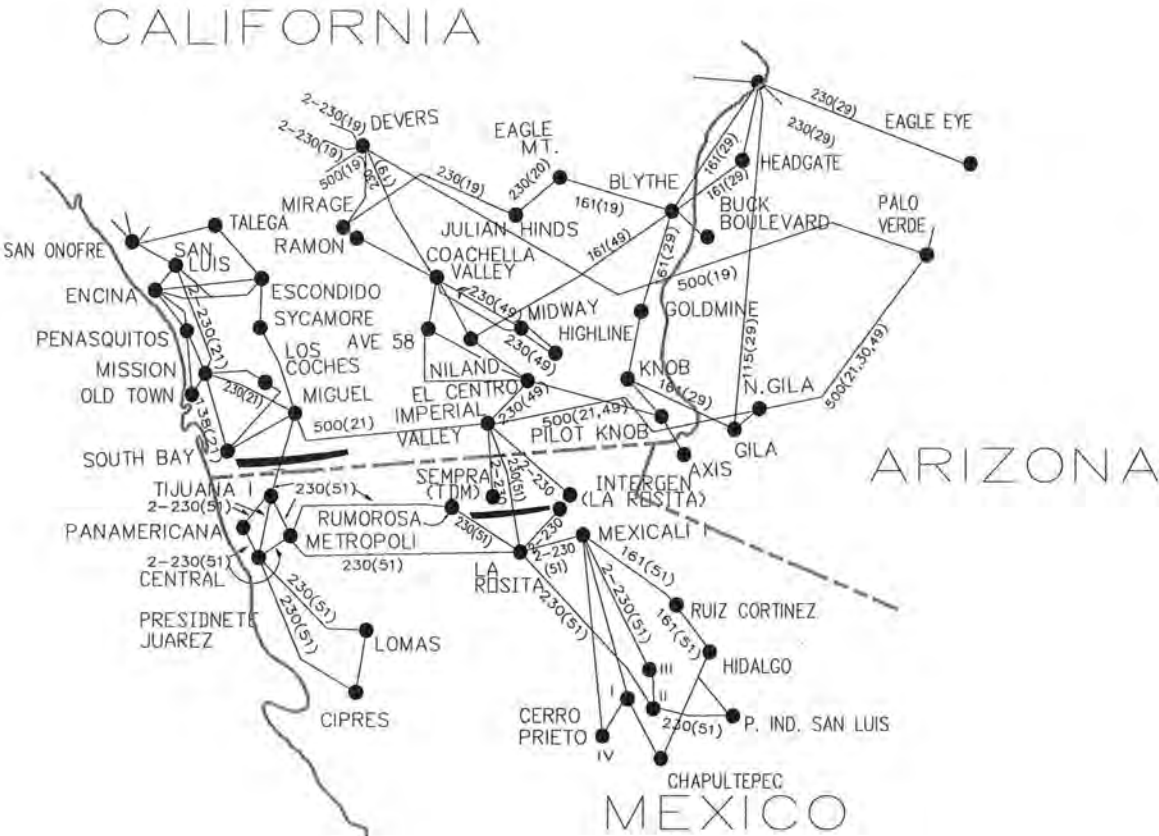 CALIFORNIA
2-230(19)
DEVERS
2-230(19)
500(19)
230
(19)
EAGLE
MT.
230(29)
230(29)
EAGLE EYE
161(29)
HEADGATE
161(29)
230(19)
230(20)
BLYTHE
161(19)
BUCK
BOULEVARD
PALO
VERDE
TALEGA
MIRAGE
JULIAN HINDS
RAMON
161(49)
SAN ONOFRE
SAN
LUIS
COACHELLA
VALLEY
500(19)
61(29)
ENCINA
ESCONDIDO
230(49)
MIDWAY
GOLDMINE
2-230(21)
SYCAMORE
AVE 58
HIGHLINE
PENASQUITOS
LOS
COCHES
230(49)
115(29)
500(21,30,49)
MISSION
NILAND
KNOB
OLD TOWN
230(21)
MIGUEL
EL CENTRO
161(29)
N.GILA
138(21)
500(21)
IMPERIAL
VALLEY
230(49)
500(21,49)
PILOT KNOB
GILA
SOUTH BAY
AXIS
ARIZONA
SEMPRA
(TDM)
2-230
230(51)
2-230
INTERGEN
(LA ROSITA)
TIJUANA I
230(51)
2-230(51)
PANAMERICANA
RUMOROSA
METROPOLI
230(51)
2-230
MEXICALI I
2-230(51)
CENTRAL
230(51)
LA
ROSITA
2-230
(51)
161(51)
230(51)
230(51)
2-230(51)
RUIZ CORTINEZ
PRESIDNETE
JUAREZ
230(51)
LOMAS
161(51)
HIDALGO
III
I
II
CIPRES
CERRO
PRIETO
IV
230(51)
P. IND. SAN LUIS
CHAPULTEPEC
MEXICO